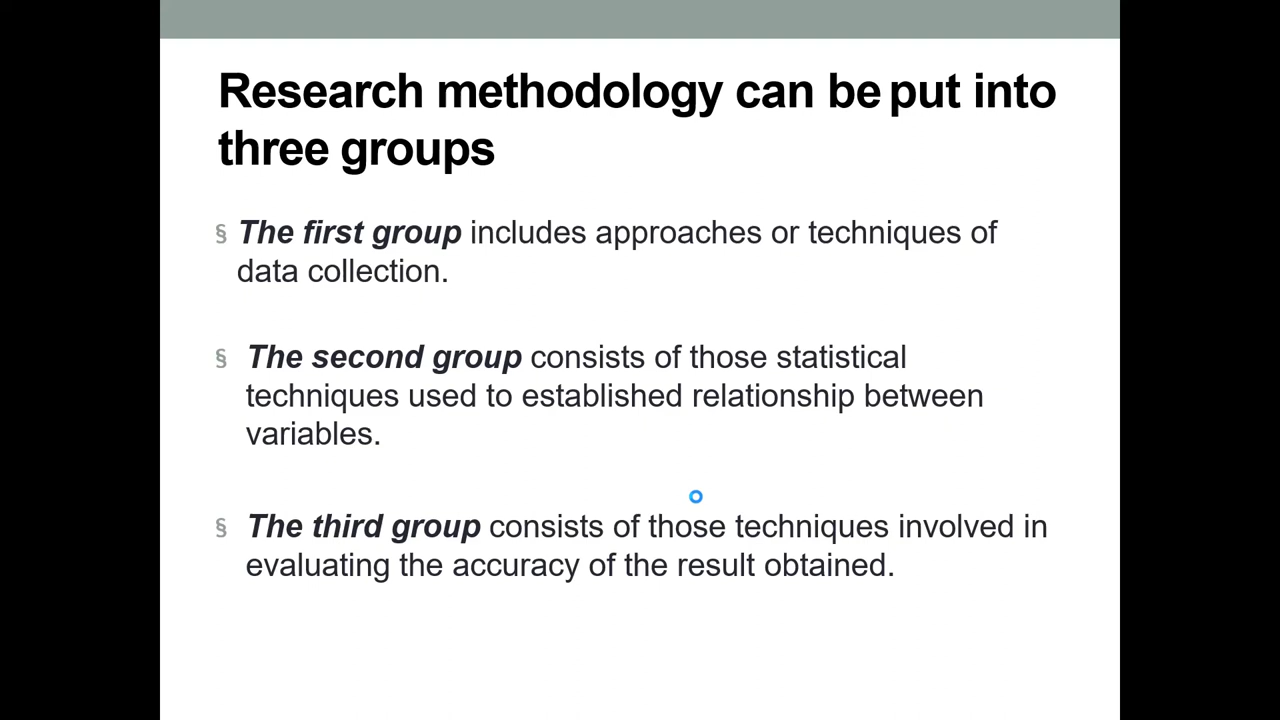 Research methodology can be put into
three groups
§ The first group includes approaches or techniques of
data collection.
§ The second group consists of those statistical
techniques used to established relationship between
variables.
§ The third group consists of those techniques involved in
evaluating the accuracy of the result obtained.